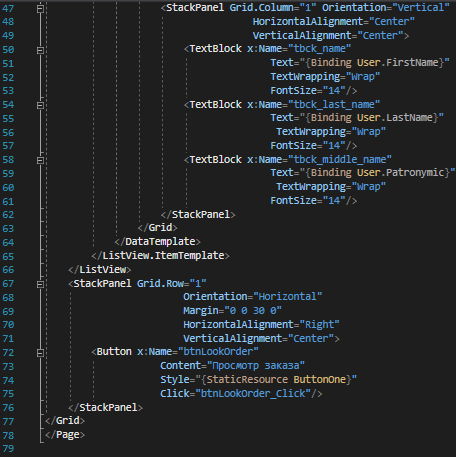 47 <StackPanel Grid.Column="1" Orientation="Vertical"
48 HorizontalAlignment="Center"
49 VerticalAlignment="Center">
50 <TextBlock x:Name="tbck_name"
51 Text="{Binding User.FirstName}"
52 TextWrapping="Wrap"
53 FontSize="14"/>
54 <TextBlock x:Name="tbck_last_name"
55 Text="{Binding User.LastName}"
56 TextWrapping="Wrap"
57 FontSize="14"/>
58 <TextBlock x:Name="tbck_middle_name"
59 Text="{Binding User.Patronymic}"
60 TextWrapping="Wrap"
61 FontSize="14"/>
62 </StackPanel>
63 </Grid>
64 </DataTemplate>
65 </ListView.ItemTemplate>
66 </ListView>
67 <StackPanel Grid.Row="1"
68 Orientation="Horizontal"
69 Margin="0 0 30 0"
70 HorizontalAlignment="Right"
71 VerticalAlignment="Center">
72 <Button x:Name="btnLookOrder"
73 Content="Просмотр заказа"
74 Style="{StaticResource ButtonOne}"
75 Click="btnLookOrder_Click"/>
76 </StackPanel>
77 </Grid>
78 </Page>
79